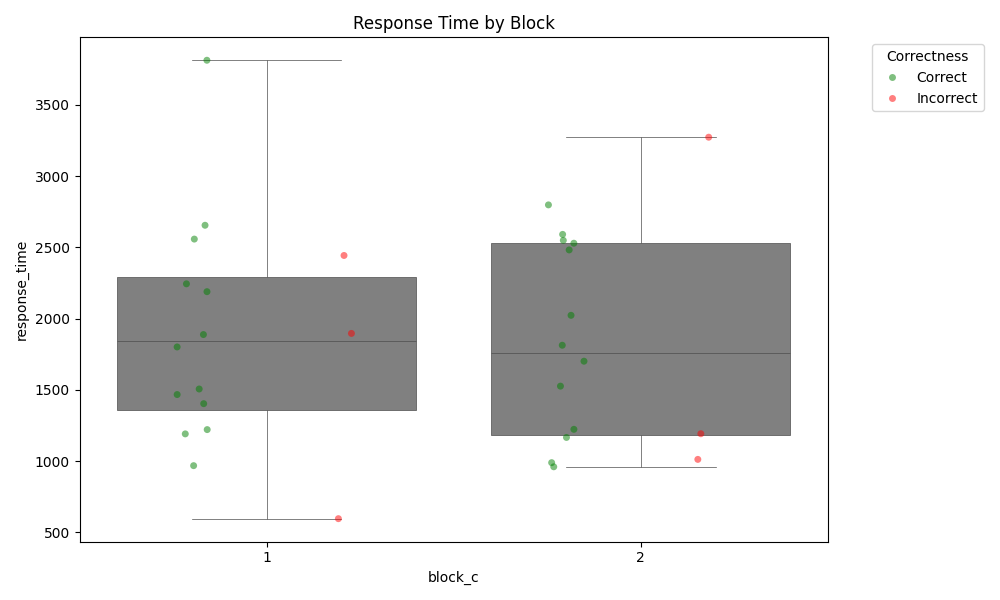 Response Time by Block
Correctness
Correct
Incorrect
response_time
3500
3000
2500
2000
1500
1000
500
1
2
block_c